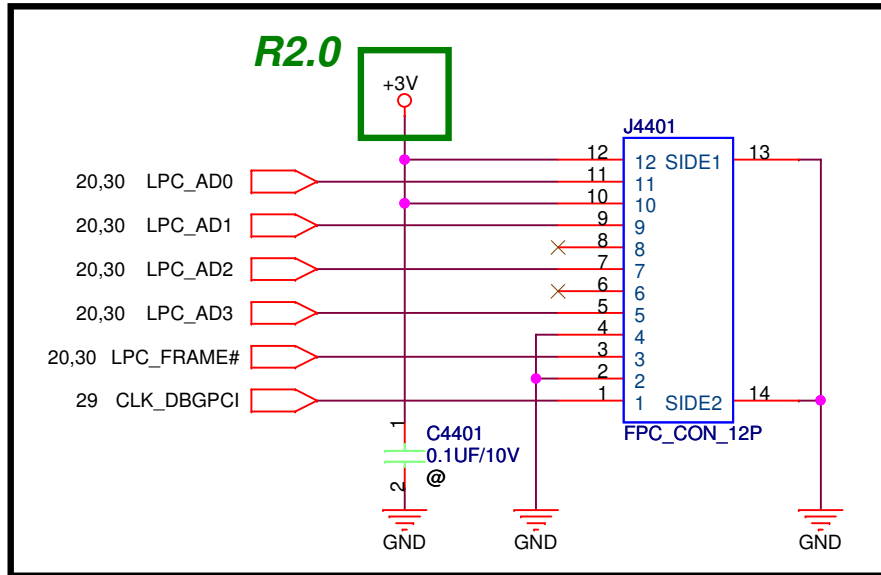 R2.0
+3V
J4401
12 12 SIDE1 13
20,30 LPC_AD0 11 11
10 10
20,30 LPC_AD1 9 9
8 8
20,30 LPC_AD2 7 7
6 6
20,30 LPC_AD3 5 5
4 4
20,30 LPC_FRAME# 3 3
2 2
29 CLK_DBGPCI 1 1 SIDE2 14
FPC_CON_12P
1
C4401
0.1UF/10V
@
2
GND GND GND